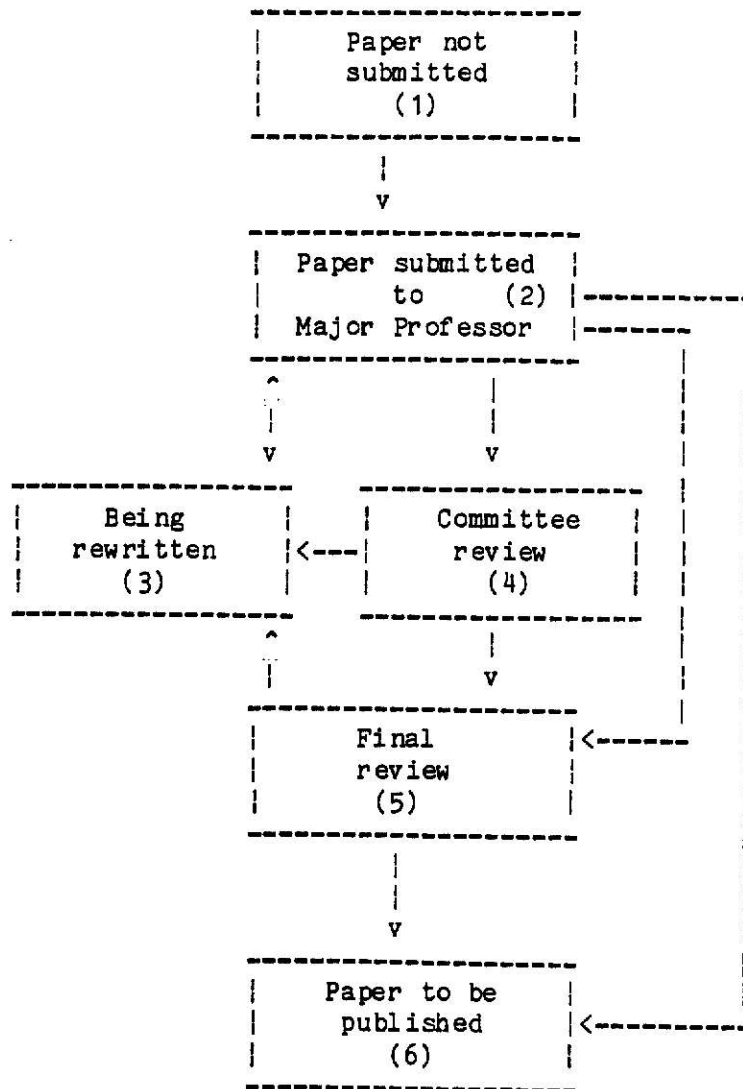 Paper not
submitted
(1)
Paper submitted
to (2)
Major Professor
Being
rewritten
(3)
Committee
review
(4)
Final
review
(5)
Paper to be
published
(6)